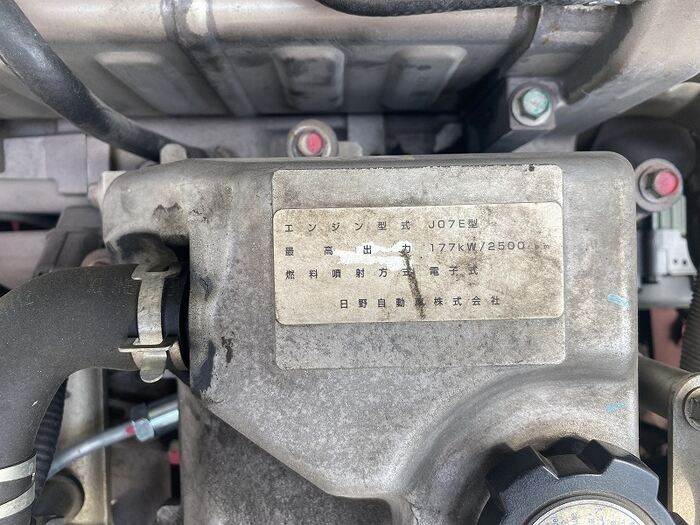 エンジン型式 J07E型
最高出力 177kW/2500
燃料噴射方式 電子式
日野自動車株式会社